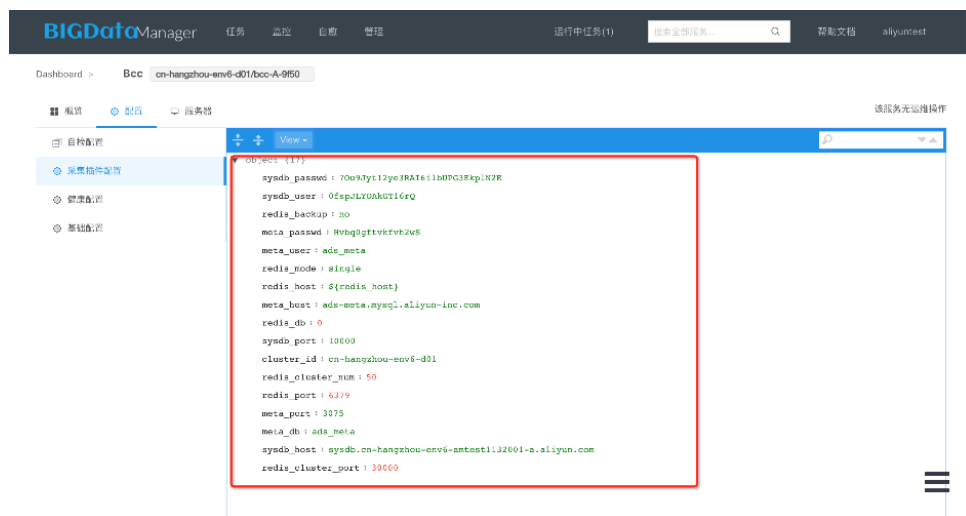 BIGDataManager 任务 监控 自愈 管理 运行中任务(1) 搜索全部服务... 帮助文档 aliyuntest
Dashboard > Bcc cn-hangzhou-env6-d01/bcc-A-9f50
概览 配置 服务器 该服务无运维操作
自检配置
采集插件配置
健康配置
基础配置
View
object {17}
sysdb_passwd : 7Ou9Jyt12ye3RAI6i1bUPG3EkplN2E
sysdb_user : 0fspJLYOAkGT16rQ
redis_backup : no
meta_passwd : Hvbq0gftvkfvh2wS
meta_user : ads_meta
redis_mode : single
redis_host : ${redis_host}
meta_host : ads-meta.mysql.aliyun-inc.com
redis_db : 0
sysdb_port : 10000
cluster_id : cn-hangzhou-env6-d01
redis_cluster_num : 50
redis_port : 6379
meta_port : 3075
meta_db : ads_meta
sysdb_host : sysdb.cn-hangzhou-env6-amtest1132001-a.aliyun.com
redis_cluster_port : 30000